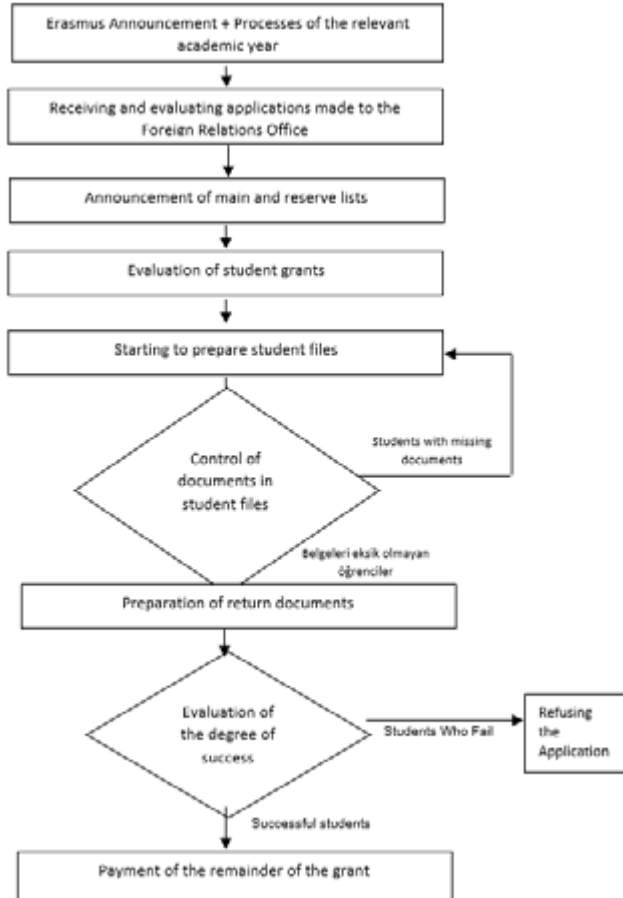 Erasmus Announcement + Processes of the relevant
academic year
Receiving and evaluating applications made to the
Foreign Relations Office
Announcement of main and reserve lists
Evaluation of student grants
Starting to prepare student files
Control of
documents in
student files
Students with missing
documents
Belgeleri eksik olmayan
öğrenciler
Preparation of return documents
Evaluation of
the degree of
success
Students Who Fail
Refusing
the
Application
Successful students
Payment of the remainder of the grant